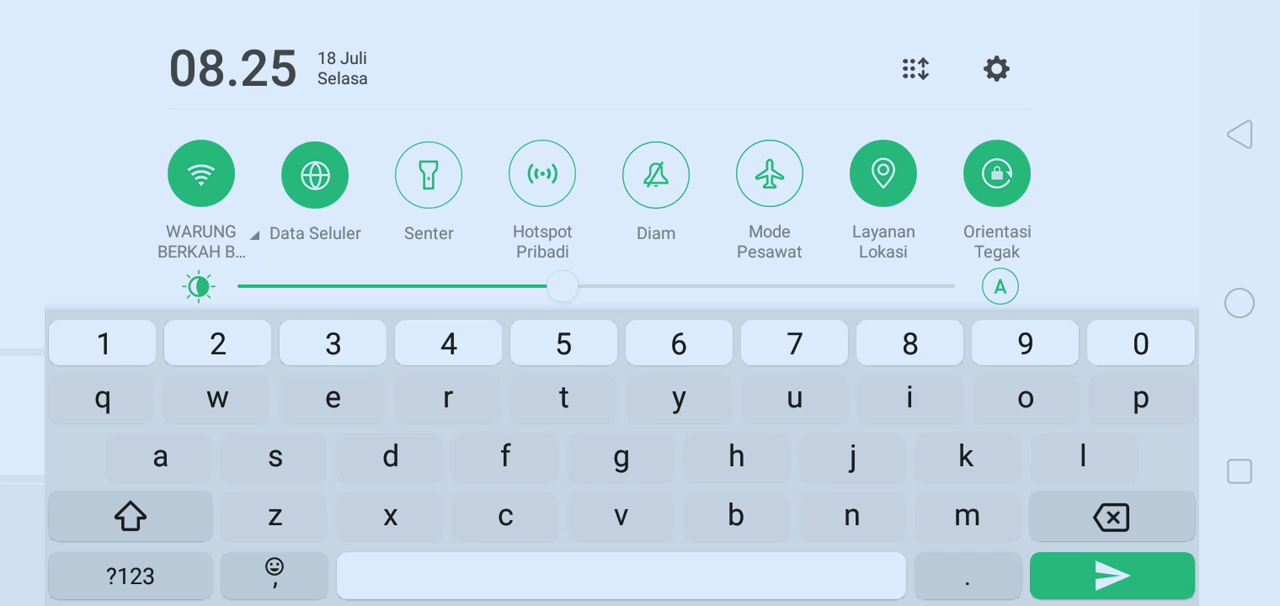 08.25
18 Juli
Selasa
WARUNG
BERKAH B...
Data Seluler
Senter
Hotspot
Pribadi
Diam
Mode
Pesawat
Layanan
Lokasi
Orientasi
Tegak
A
1 2 3 4 5 6 7 8 9 0
q w e r t y u i o p
a s d f g h j k l
z x c v b n m
?123 , .